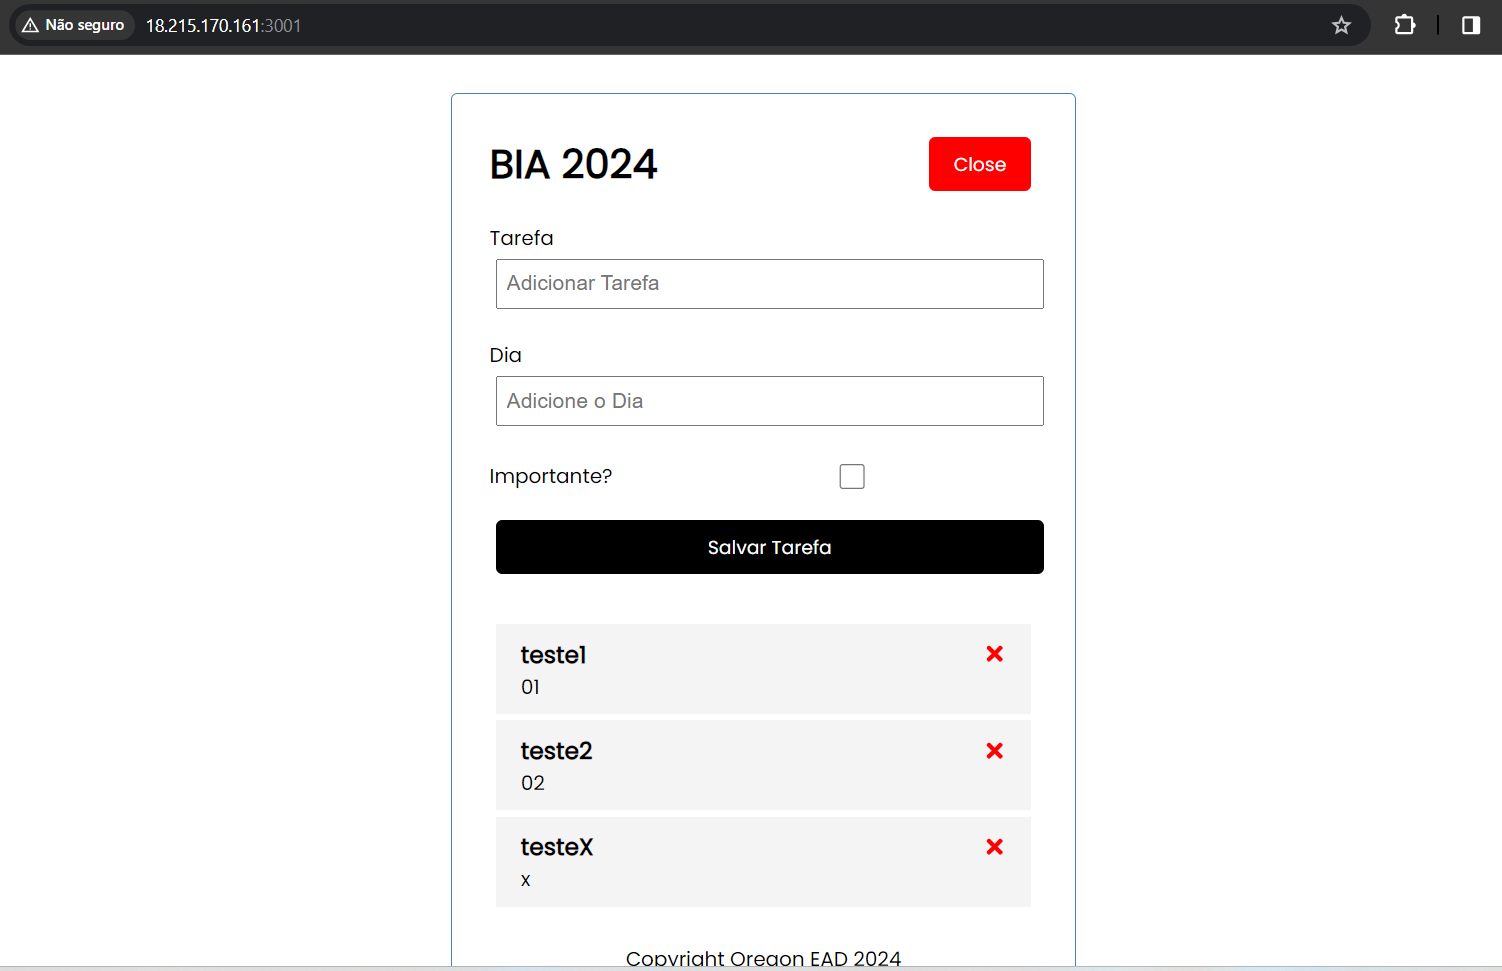 Não seguro 18.215.170.161:3001
BIA 2024 Close
Tarefa
Adicionar Tarefa
Dia
Adicione o Dia
Importante?
Salvar Tarefa
teste1
01
teste2
02
testeX
x
Copyright Oregon EAD 2024